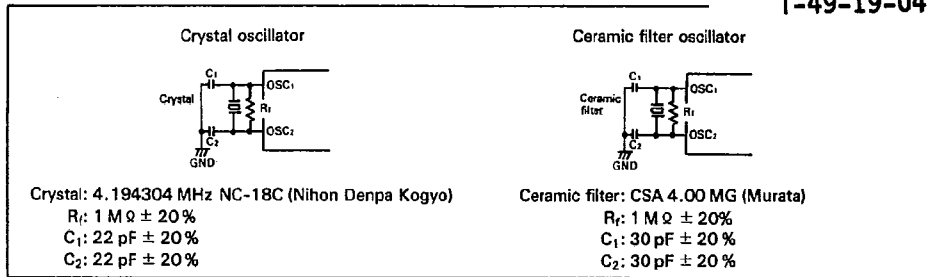 T-49-19-04
Crystal oscillator
C₁
OSC₁
Crystal
Rf
OSC₂
C₂
GND
Crystal: 4.194304 MHz NC-18C (Nihon Denpa Kogyo)
Rf: 1 M Ω ± 20%
C₁: 22 pF ± 20%
C₂: 22 pF ± 20%
Ceramic filter oscillator
C₁
OSC₁
Ceramic
filter
Rf
OSC₂
C₂
GND
Ceramic filter: CSA 4.00 MG (Murata)
Rf: 1 M Ω ± 20%
C₁: 30 pF ± 20%
C₂: 30 pF ± 20%